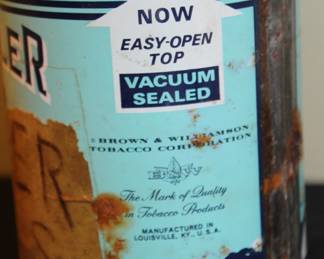 NOW
EASY-OPEN
TOP
VACUUM
SEALED
ER
© BROWN & WILLIAMSON
TOBACCO CORPORATION
B&W
The Mark of Quality
in Tobacco Products
MANUFACTURED IN
LOUISVILLE, KY., U.S.A.
ER